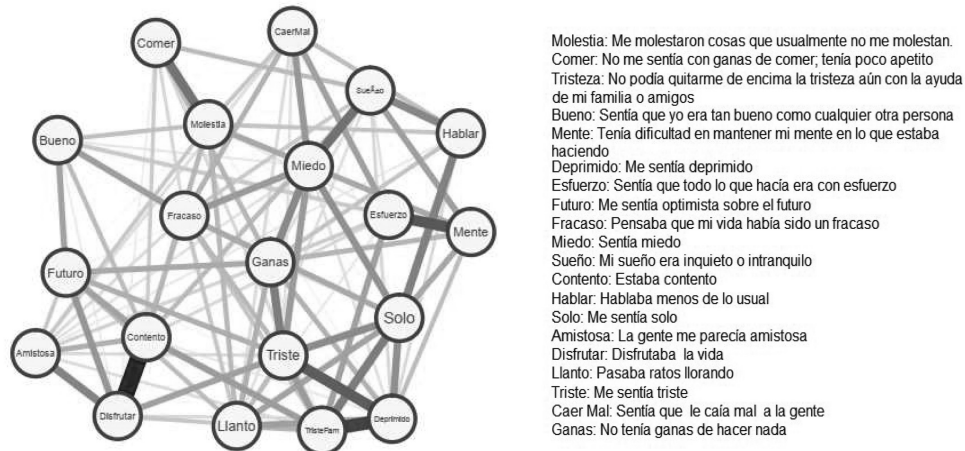 CaerMal
Comer
SueÃ±o
Molestia
Hablar
Bueno
Miedo
Fracaso
Esfuerzo
Mente
Ganas
Futuro
Solo
Contento
Amistosa
Triste
Disfrutar
Llanto
TristeFam
Deprimido
Molestia: Me molestaron cosas que usualmente no me molestan.
Comer: No me sentía con ganas de comer; tenía poco apetito
Tristeza: No podía quitarme de encima la tristeza aún con la ayuda
de mi familia o amigos
Bueno: Sentía que yo era tan bueno como cualquier otra persona
Mente: Tenía dificultad en mantener mi mente en lo que estaba
haciendo
Deprimido: Me sentía deprimido
Esfuerzo: Sentía que todo lo que hacía era con esfuerzo
Futuro: Me sentía optimista sobre el futuro
Fracaso: Pensaba que mi vida había sido un fracaso
Miedo: Sentía miedo
Sueño: Mi sueño era inquieto o intranquilo
Contento: Estaba contento
Hablar: Hablaba menos de lo usual
Solo: Me sentía solo
Amistosa: La gente me parecía amistosa
Disfrutar: Disfrutaba la vida
Llanto: Pasaba ratos llorando
Triste: Me sentía triste
Caer Mal: Sentía que le caía mal a la gente
Ganas: No tenía ganas de hacer nada